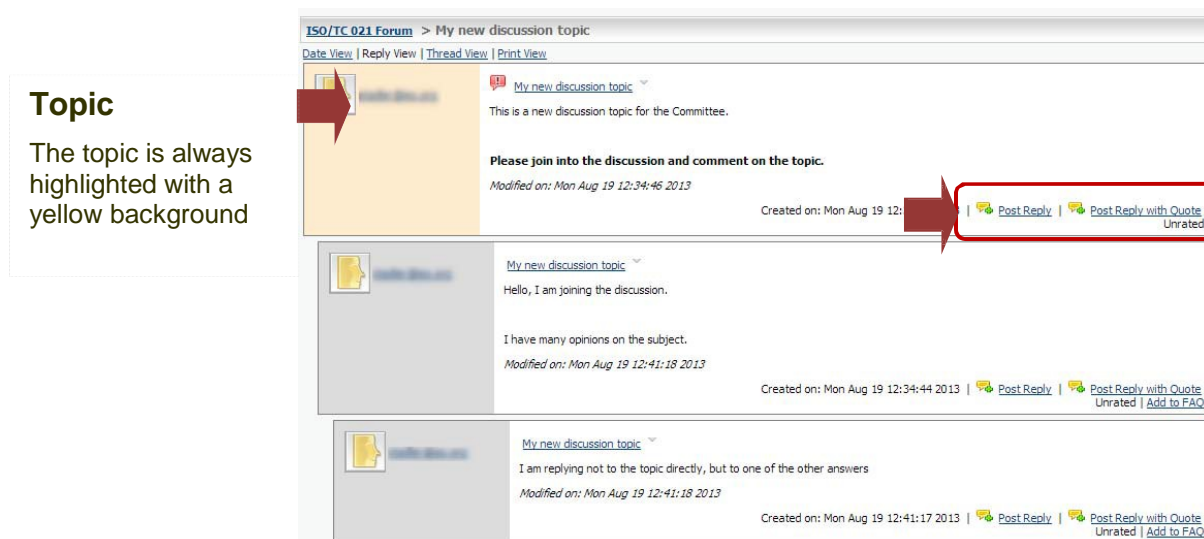 ISO/TC 021 Forum > My new discussion topic
Date View | Reply View | Thread View | Print View
Topic
The topic is always
highlighted with a
yellow background
My new discussion topic
This is a new discussion topic for the Committee.
Please join into the discussion and comment on the topic.
Modified on: Mon Aug 19 12:34:46 2013
Created on: Mon Aug 19 12: 3 | Post Reply | Post Reply with Quote
Unrated
My new discussion topic
Hello, I am joining the discussion.
I have many opinions on the subject.
Modified on: Mon Aug 19 12:41:18 2013
Created on: Mon Aug 19 12:34:44 2013 | Post Reply | Post Reply with Quote
Unrated | Add to FAQ
My new discussion topic
I am replying not to the topic directly, but to one of the other answers
Modified on: Mon Aug 19 12:41:18 2013
Created on: Mon Aug 19 12:41:17 2013 | Post Reply | Post Reply with Quote
Unrated | Add to FAQ